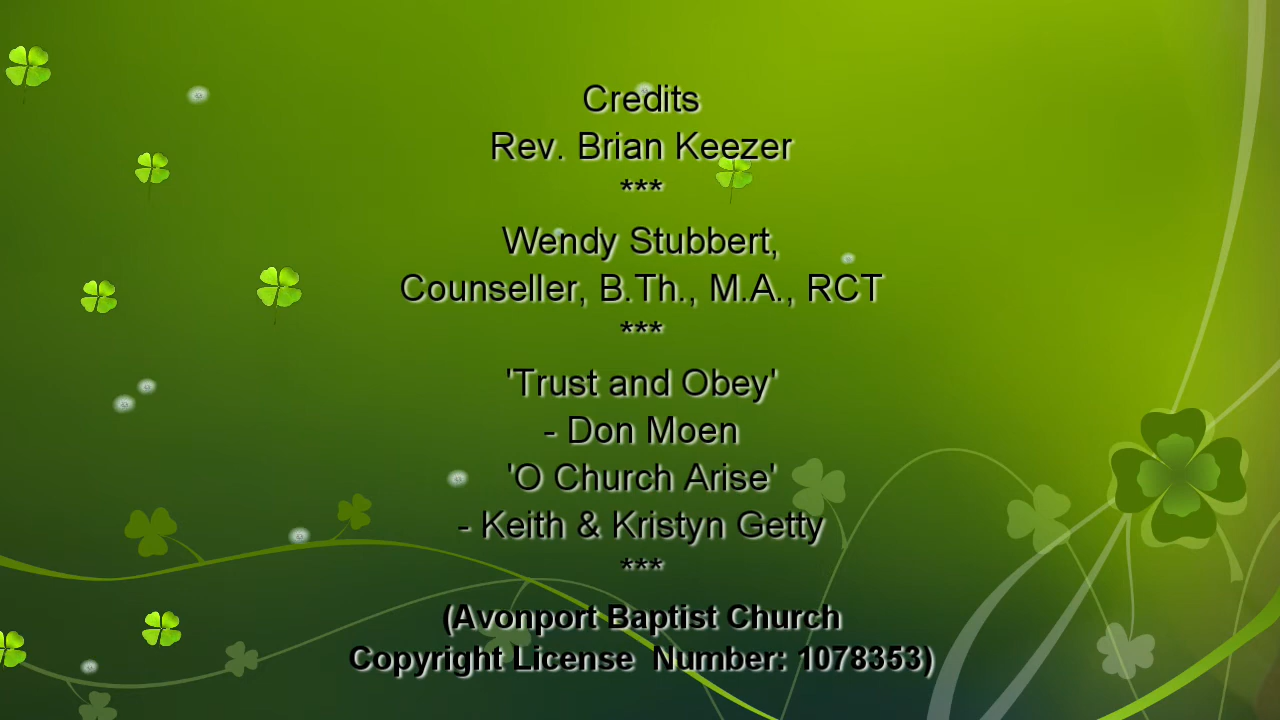 Credits
Rev. Brian Keezer
***
Wendy Stubbert,
Counseller, B.Th., M.A., RCT
***
'Trust and Obey'
- Don Moen
'O Church Arise'
- Keith & Kristyn Getty
***
(Avonport Baptist Church
Copyright License  Number: 1078353)